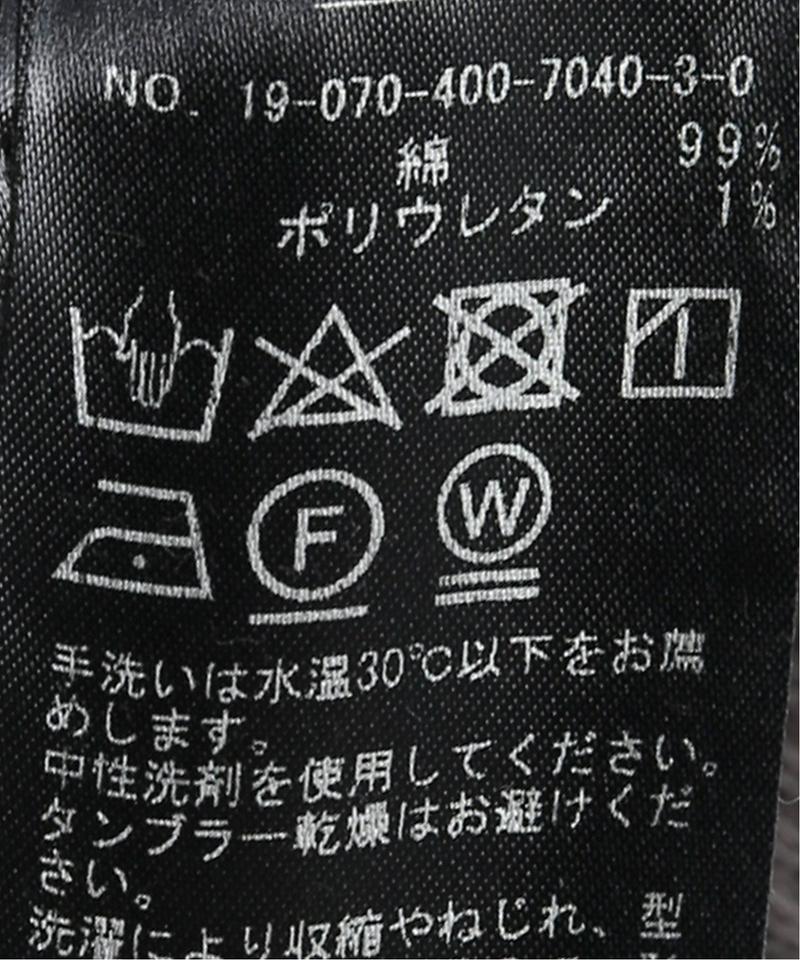 NO. 19-070-400-7040-3-0
綿 99%
ポリウレタン 1%
F W
手洗いは水温30℃以下をお薦
めします。
中性洗剤を使用してください。
タンブラー乾燥はお避けくだ
さい。
洗濯により収縮やねじれ、型